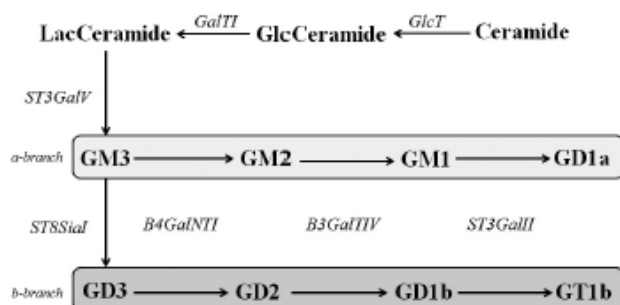 GalTI GlcT
LacCeramide GlcCeramide Ceramide
ST3GalV
a-branch GM3 GM2 GM1 GD1a
ST8SiaI B4GalNTI B3GalTIV ST3GalII
b-branch GD3 GD2 GD1b GT1b